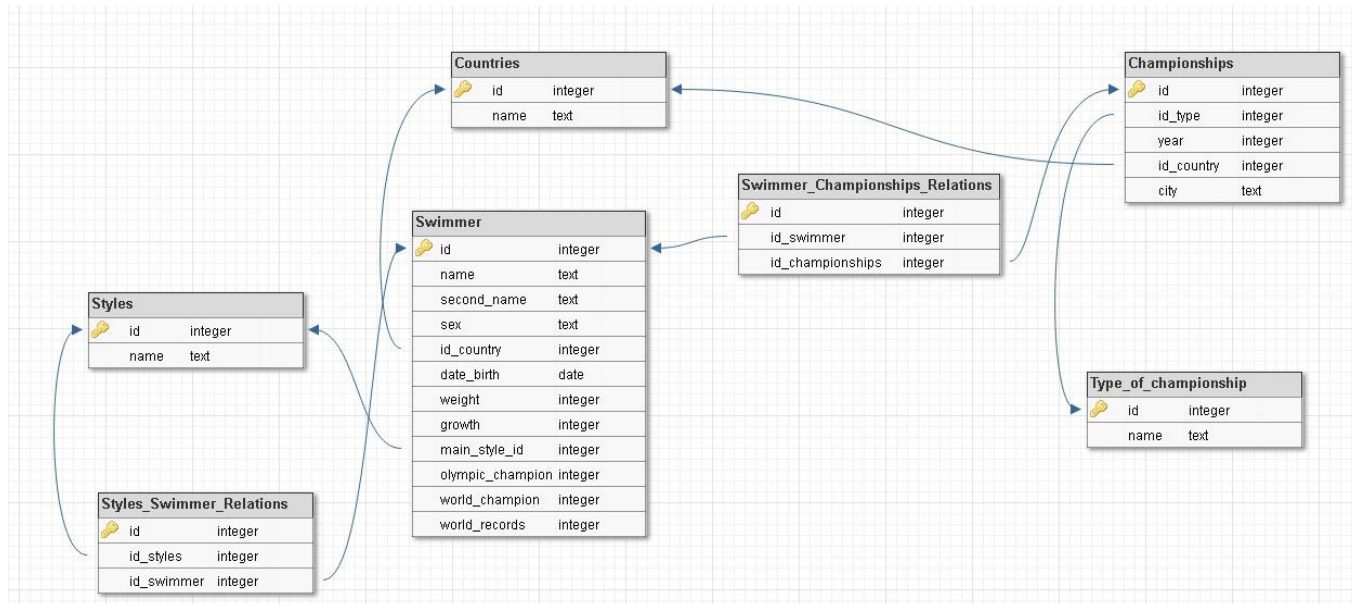 Countries
id integer
name text
Championships
id integer
id_type integer
year integer
id_country integer
city text
Swimmer_Championships_Relations
id integer
id_swimmer integer
id_championships integer
Swimmer
id integer
name text
second_name text
sex text
id_country integer
date_birth date
weight integer
growth integer
main_style_id integer
olympic_champion integer
world_champion integer
world_records integer
Styles
id integer
name text
Type_of_championship
id integer
name text
Styles_Swimmer_Relations
id integer
id_styles integer
id_swimmer integer